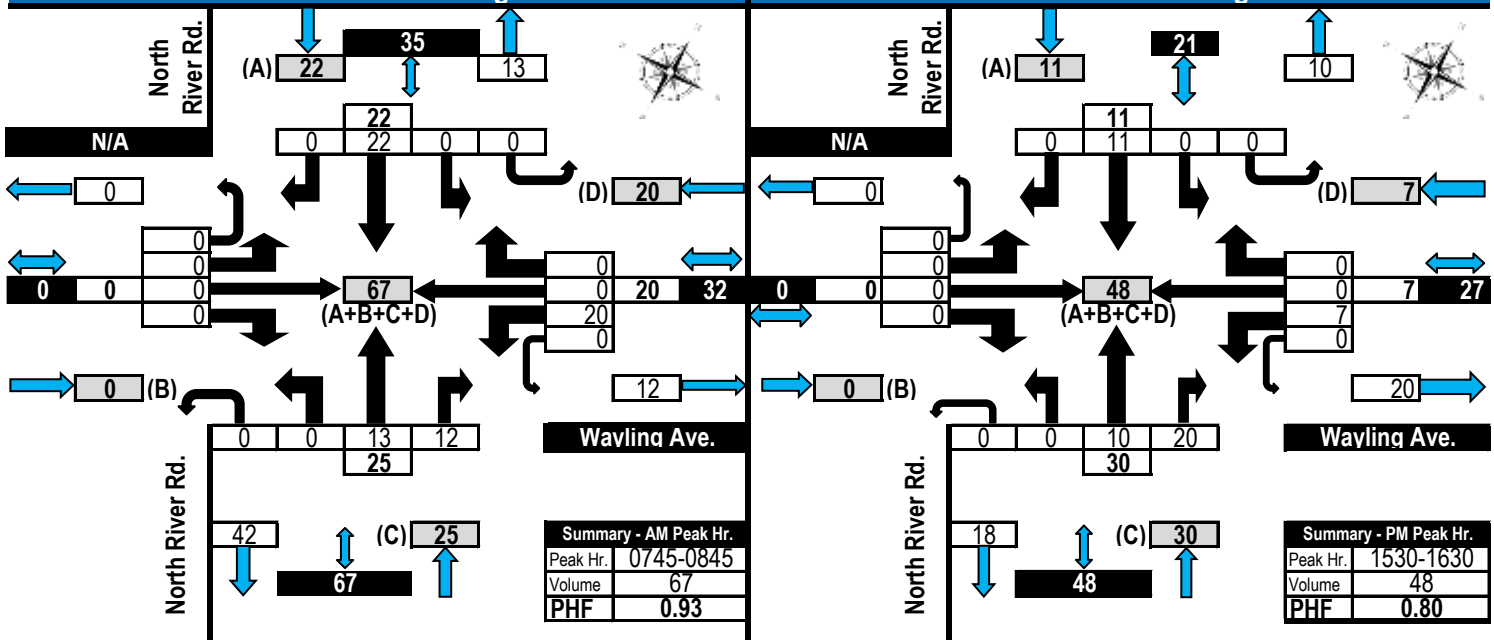 North
River Rd.
35
(A) 22
13
22
0 22 0 0
N/A
0
(D) 20
0
0
0
0
0 0
67
(A+B+C+D)
0
0
20
0
20 32
0 (B)
12
0 0 13 12
25
Wayling Ave.
North River Rd.
42
(C) 25
67
Summary - AM Peak Hr.
Peak Hr. 0745-0845
Volume 67
PHF 0.93
North
River Rd.
21
(A) 11
10
11
0 11 0 0
N/A
0
(D) 7
0
0
0
0
0 0
48
(A+B+C+D)
0
0
7
0
7 27
0 (B)
20
0 0 10 20
30
Wayling Ave.
North River Rd.
18
(C) 30
48
Summary - PM Peak Hr.
Peak Hr. 1530-1630
Volume 48
PHF 0.80